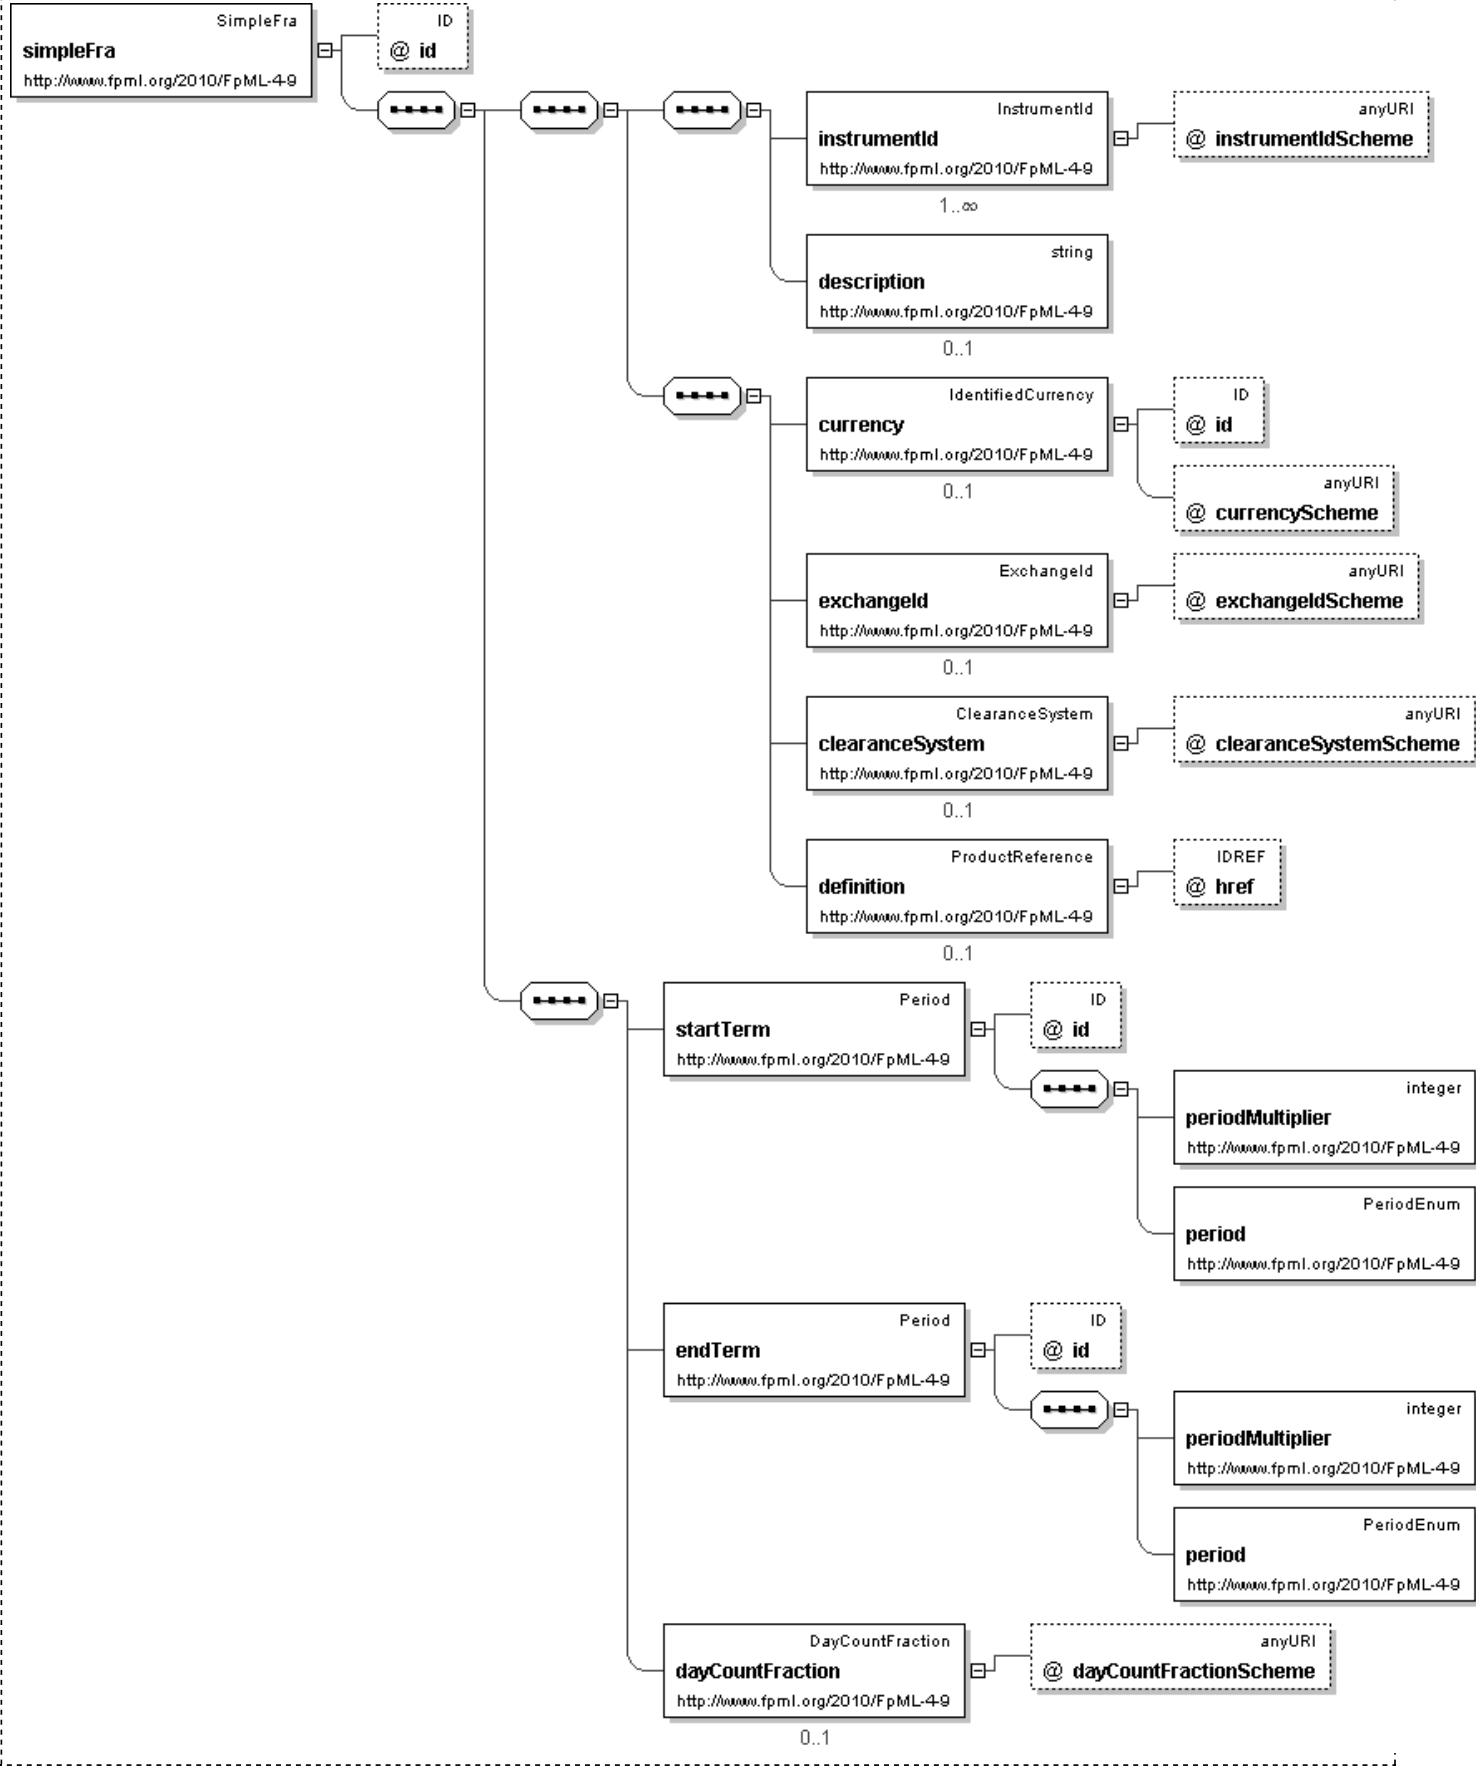 SimpleFra
simpleFra
http://www.fpml.org/2010/FpML-4-9
ID
@ id
InstrumentId
instrumentId
http://www.fpml.org/2010/FpML-4-9
1..∞
anyURI
@ instrumentIdScheme
string
description
http://www.fpml.org/2010/FpML-4-9
0..1
IdentifiedCurrency
currency
http://www.fpml.org/2010/FpML-4-9
0..1
ID
@ id
anyURI
@ currencyScheme
ExchangeId
exchangeId
http://www.fpml.org/2010/FpML-4-9
0..1
anyURI
@ exchangeIdScheme
ClearanceSystem
clearanceSystem
http://www.fpml.org/2010/FpML-4-9
0..1
anyURI
@ clearanceSystemScheme
ProductReference
definition
http://www.fpml.org/2010/FpML-4-9
0..1
IDREF
@ href
Period
startTerm
http://www.fpml.org/2010/FpML-4-9
ID
@ id
integer
periodMultiplier
http://www.fpml.org/2010/FpML-4-9
PeriodEnum
period
http://www.fpml.org/2010/FpML-4-9
Period
endTerm
http://www.fpml.org/2010/FpML-4-9
ID
@ id
integer
periodMultiplier
http://www.fpml.org/2010/FpML-4-9
PeriodEnum
period
http://www.fpml.org/2010/FpML-4-9
DayCountFraction
dayCountFraction
http://www.fpml.org/2010/FpML-4-9
0..1
anyURI
@ dayCountFractionScheme